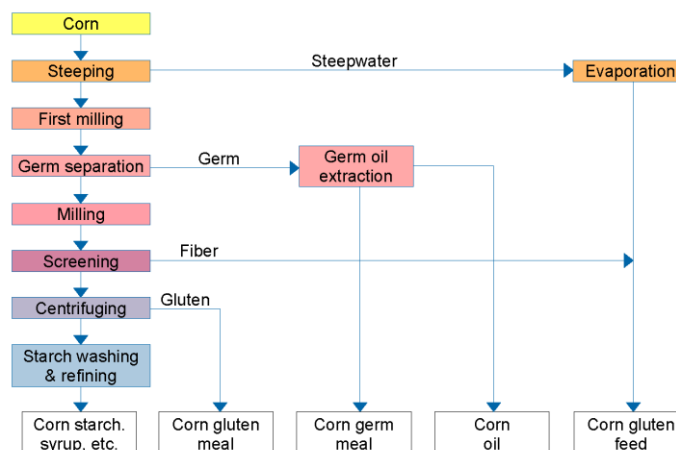 Corn
Steeping
Steepwater
Evaporation
First milling
Germ separation
Germ
Germ oil
extraction
Milling
Screening
Fiber
Centrifuging
Gluten
Starch washing
& refining
Corn starch.
syrup, etc.
Corn gluten
meal
Corn germ
meal
Corn
oil
Corn gluten
feed